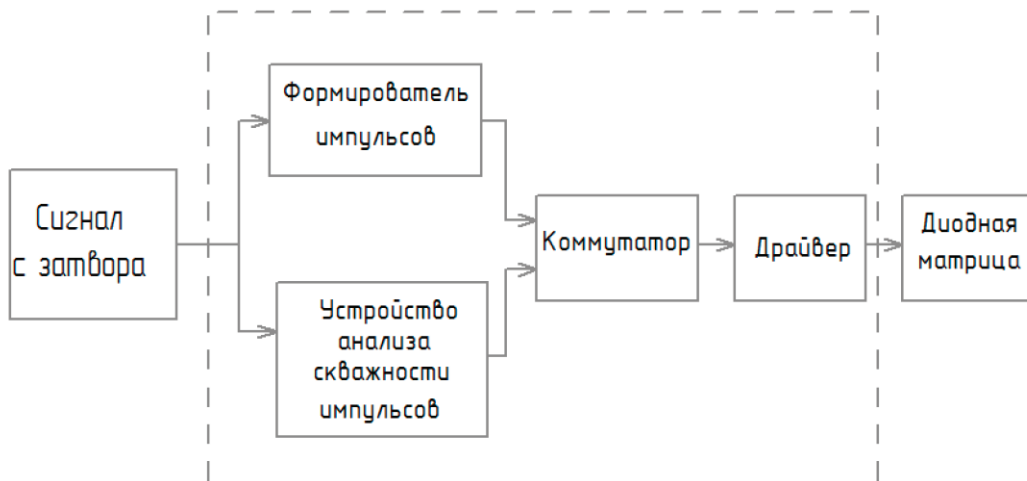 Сигнал
с затвора
Формирователь
импульсов
Устройство
анализа
скважности
импульсов
Коммутатор
Драйвер
Диодная
матрица